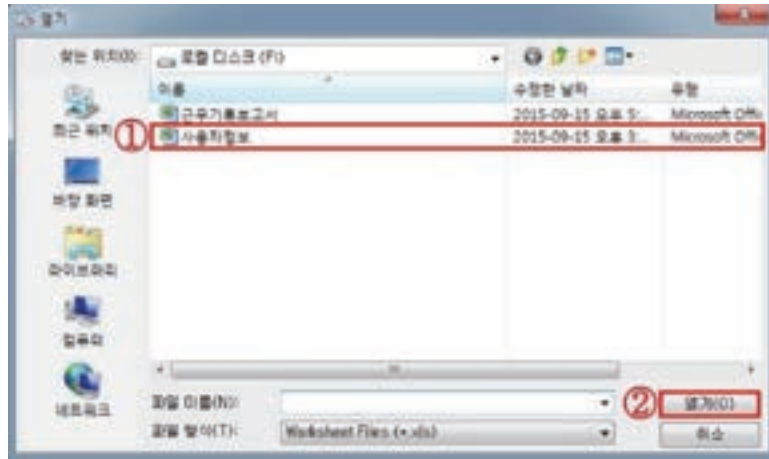 열기
찾는 위치(I): 로컬 디스크 (F:)
이름 수정한 날짜 유형
근무기록보고서 2015-09-15 오후 5:... Microsoft Offi
① 사용자정보 2015-09-15 오후 3:... Microsoft Offi
최근 위치
바탕 화면
라이브러리
컴퓨터
네트워크
파일 이름(N): ② 열기(O)
파일 형식(T): Worksheet Files (*.xls) 취소